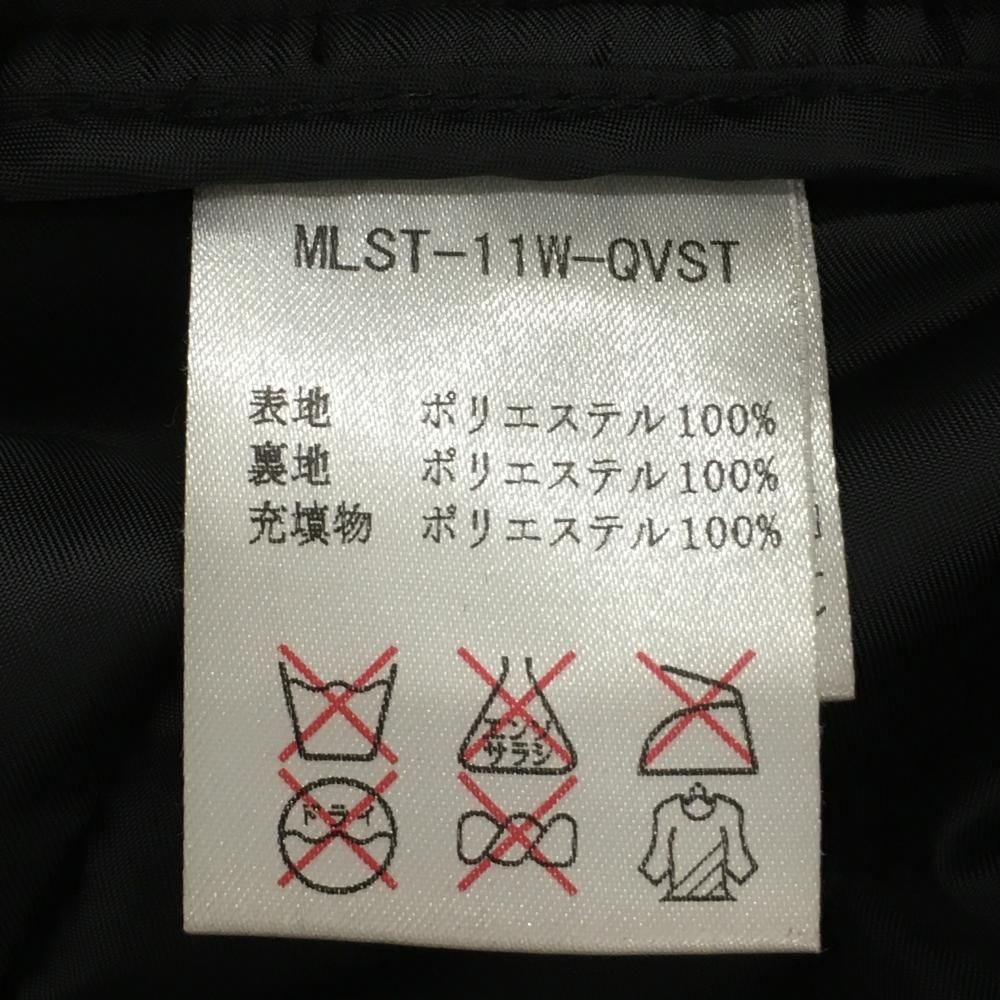 MLST-11W-QVST
表地 ポリエステル100%
裏地 ポリエステル100%
充填物 ポリエステル100%
エンソ
サラシ
ドライ